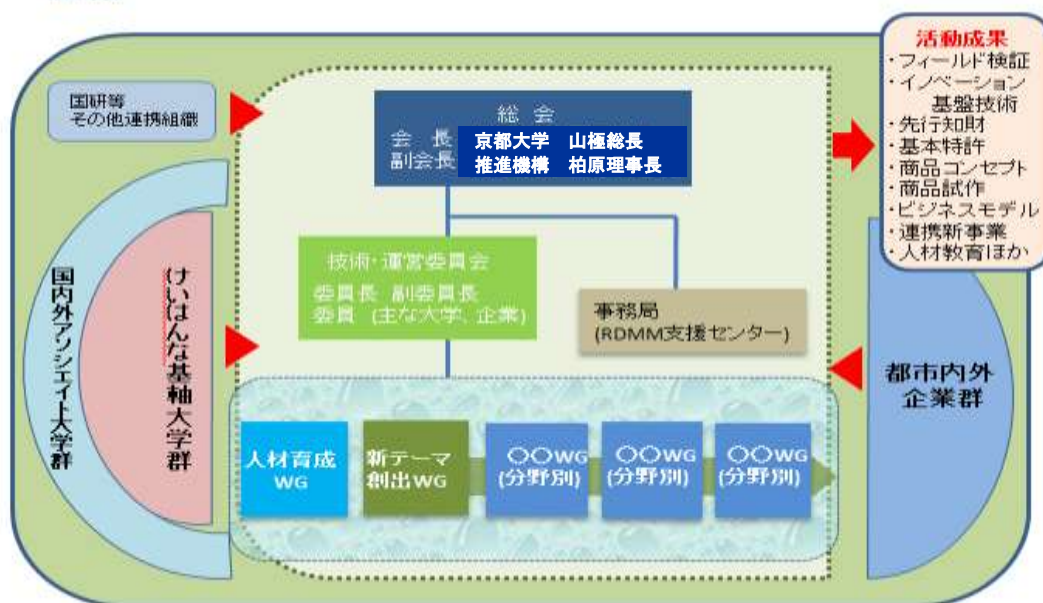 国研等
その他連携組織
総 会
会 長 京都大学 山極総長
副会長 推進機構 柏原理事長
活動成果
・フィールド検証
・イノベーション
基盤技術
・先行知財
・基本特許
・商品コンセプト
・商品試作
・ビジネスモデル
・連携新事業
・人材教育ほか
国内外アソシエイト大学群
けいはんな基軸大学群
技術・運営委員会
委員長 副委員長
委員 (主な大学、企業)
事務局
(RDMM支援センター)
都市内外
企業群
人材育成
WG
新テーマ
創出WG
〇〇WG
(分野別)
〇〇WG
(分野別)
〇〇WG
(分野別)